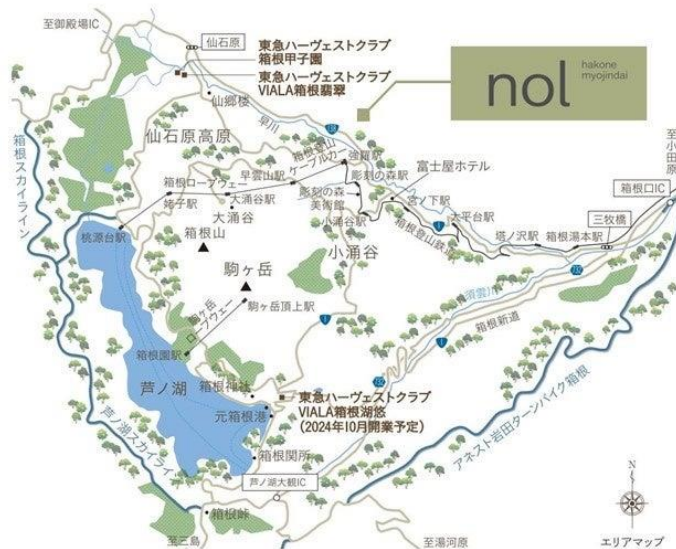 至御殿場IC
仙石原
東急ハーヴェストクラブ
箱根甲子園
東急ハーヴェストクラブ
VIALA箱根翡翠
nol
hakone
myojindai
仙郷楼
仙石原高原
早川
138
箱根スカイライン
箱根登山
ケーブルカー
強羅駅
早雲山駅
箱根ロープウェー
姥子駅
大涌谷駅
大涌谷
彫刻の森駅
彫刻の森
美術館
富士屋ホテル
宮ノ下駅
小涌谷駅
大平台駅
箱根登山鉄道
塔ノ沢駅
箱根湯本駅
三枚橋
箱根口IC
至小田原
1
732
桃源台駅
箱根山
小涌谷
駒ヶ岳
駒ヶ岳
ロープウェー
駒ヶ岳頂上駅
須雲川
箱根新道
1
1
732
箱根園駅
芦ノ湖
箱根神社
元箱根港
東急ハーヴェストクラブ
VIALA箱根湖悠
(2024年10月開業予定)
アネスト岩田ターンパイク箱根
芦ノ湖スカイライン
箱根関所
芦ノ湖大観IC
箱根峠
至三島
至湯河原
N
エリアマップ